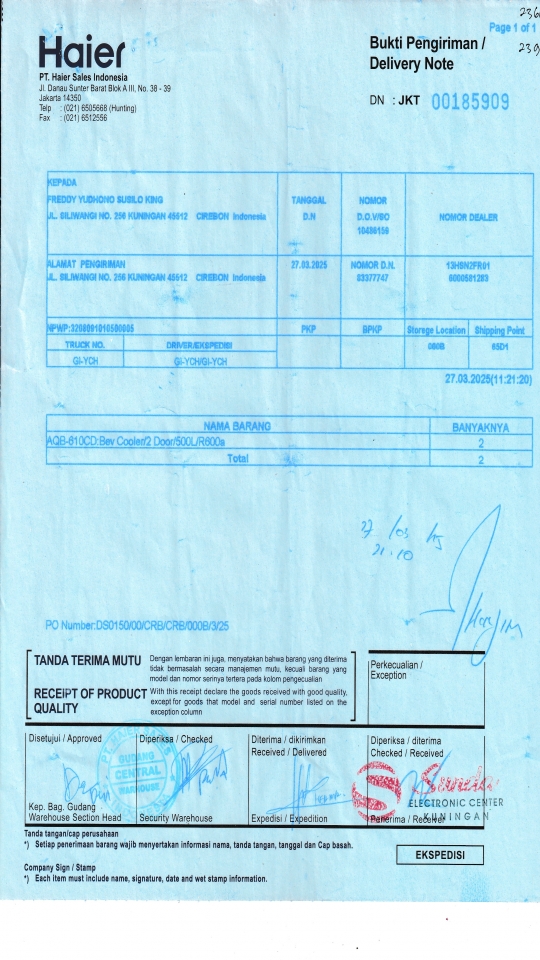 Page 1 of 1
Haier
PT. Haier Sales Indonesia
Jl. Danau Sunter Barat Blok A III, No. 38 - 39
Jakarta 14350
Telp : (021) 6505668 (Hunting)
Fax : (021) 6512556
Bukti Pengiriman /
Delivery Note
DN : JKT 00185909
KEPADA
FREDDY YUDHONO SUSILO KING
JL. SILIWANGI NO. 256 KUNINGAN 45512 CIREBON Indonesia
TANGGAL
D.N
NOMOR
D.O.V/SO
NOMOR DEALER
ALAMAT PENGIRIMAN
JL. SILIWANGI NO. 256 KUNINGAN 45512 CIREBON Indonesia
27.03.2025
NOMOR D.N.
83377747
PKP
BPKP
Storage Location
Shipping Point
TRUCK NO.
DRIVER/EKSPEDISI
GI-YCH
GI-YCH/GI-YCH
27.03.2025(11:21:20)
NAMA BARANG
BANYAKNYA
AQB-610CD:Bev Cooler/2 Door/500L/R600a
2
Total
2
27/03
21.10
PO Number:DS0150/00/CRB/CRB/000B/3/25
TANDA TERIMA MUTU
Dengan lembaran ini juga, menyatakan bahwa barang yang diterima
tidak bermasalah secara manajemen mutu, kecuali barang yang
model dan nomor serinya tertera pada kolom pengecualian
RECEIPT OF PRODUCT
QUALITY
With this receipt declare the goods received with good quality,
except for goods that model and serial number listed on the
exception column
Perkecualian /
Exception
Disetujui / Approved
Diperiksa / Checked
Diterima / dikirimkan
Received / Delivered
Diperiksa / diterima
Checked / Received
GUDANG
CENTRAL
WAREHOUSE
Sunda
ELECTRONIC CENTER
KUNINGAN
Kep. Bag. Gudang
Warehouse Section Head
Security Warehouse
Expedisi / Expedition
Penerima / Receiver
Tanda tangan/cap perusahaan
*) Setiap penerimaan barang wajib menyertakan informasi nama, tanda tangan, tanggal dan Cap basah.
EKSPEDISI
Company Sign / Stamp
*) Each item must include name, signature, date and wet stamp information.